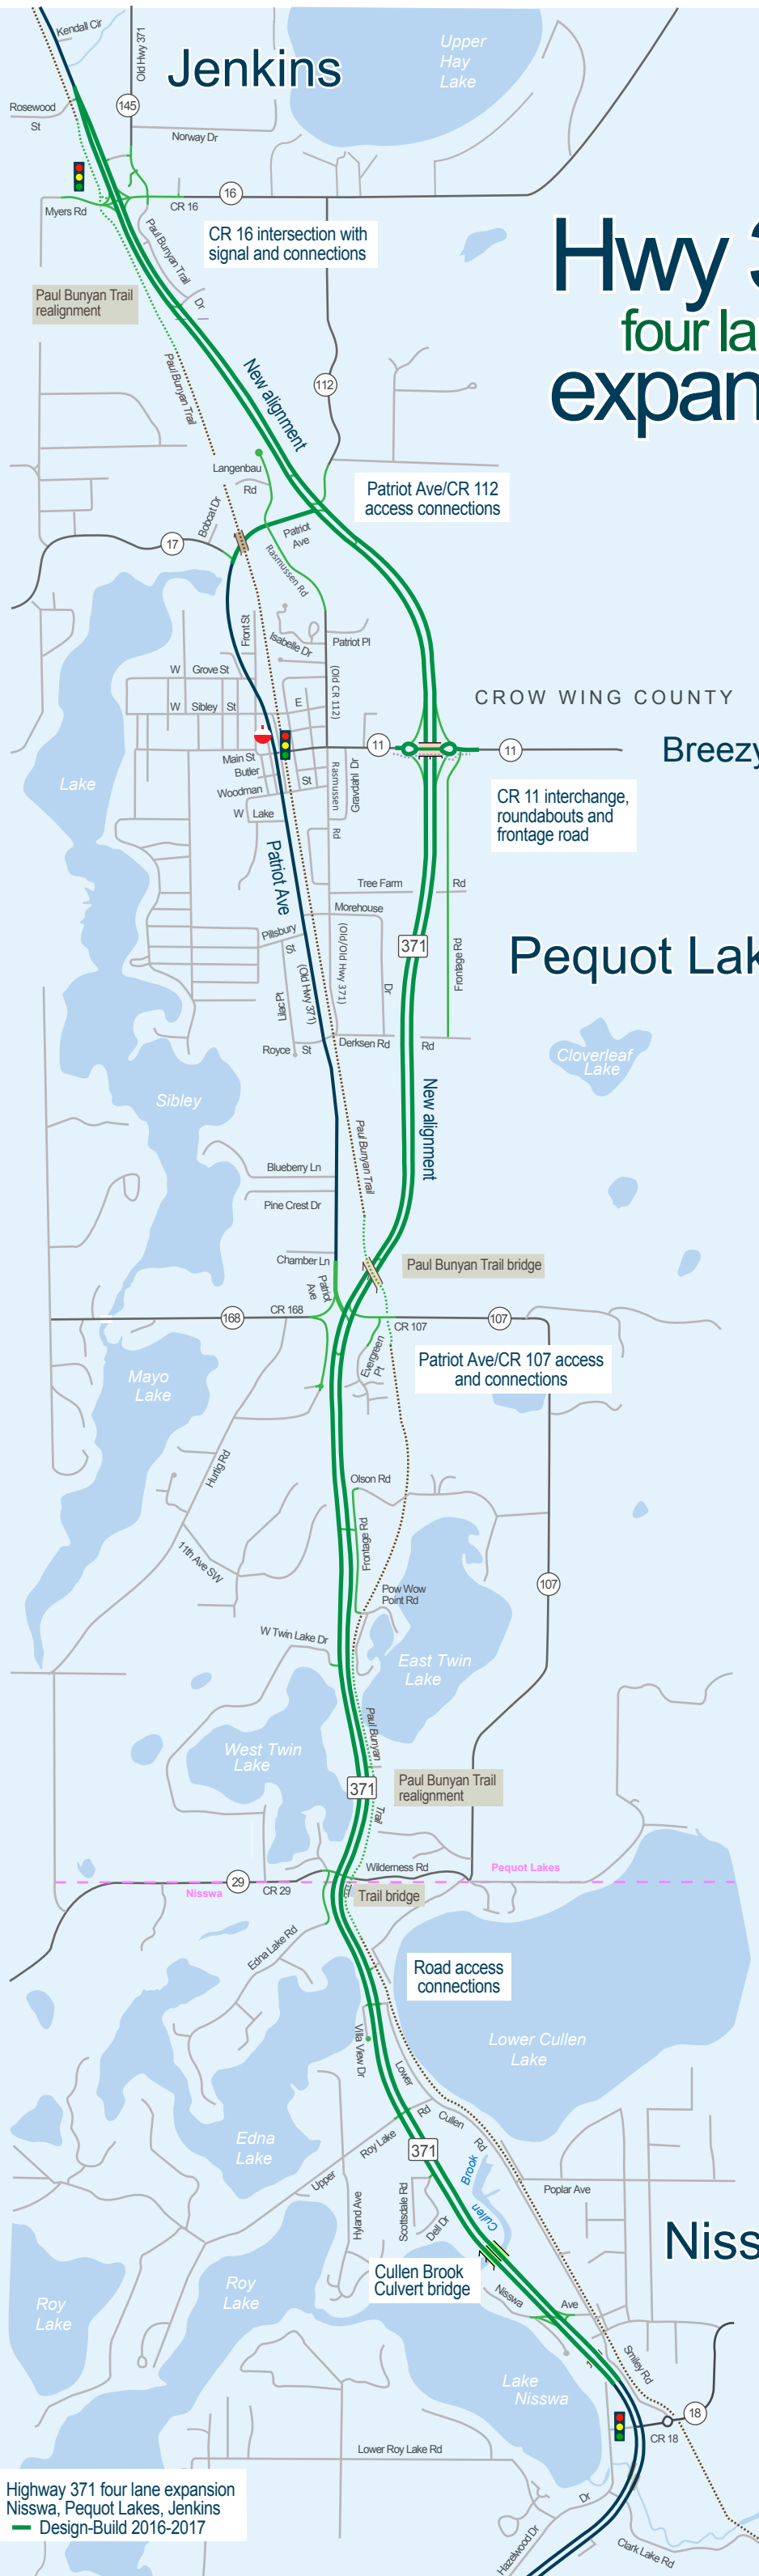 Kendall Cir
Old Hwy 371
Jenkins
Upper
Hay
Lake
Rosewood
St
145
Norway Dr
16
CR 16
Myers Rd
CR 16 intersection with
signal and connections
Paul Bunyan Trail
Dr
Hwy 3
four la
expan
Paul Bunyan Trail
realignment
Paul Bunyan Trail
New alignment
112
Langenbau
Rd
Patriot Ave/CR 112
access connections
Bobcat Dr
17
Patriot
Ave
Rasmussen Rd
Front St
Isabelle Dr
Patriot Pl
W Grove St
(Old CR 112)
CROW WING COUNTY
W Sibley St
E
11
11
Breezy
Main St
Butler
St
Woodman
W Lake
Rasmussen
Rd
Gravdahl Dr
Lake
CR 11 interchange,
roundabouts and
frontage road
Patriot Ave
Tree Farm
Rd
Morehouse
Dr
Pillsbury
St
(Old Hwy 371)
(Old/Old Hwy 371)
371
Frontage Rd
Pequot Lak
Lilac Pl
Royce St
Derksen Rd
Rd
Cloverleaf
Lake
Sibley
New alignment
Paul Bunyan Trail
Blueberry Ln
Pine Crest Dr
Chamber Ln
Paul Bunyan Trail bridge
Patriot
Ave
168
CR 168
CR 107
107
Evergreen
Pt
Patriot Ave/CR 107 access
and connections
Mayo
Lake
Hurtig Rd
Olson Rd
Frontage Rd
11th Ave SW
107
Pow Wow
Point Rd
W Twin Lake Dr
East Twin
Lake
Paul Bunyan
Trail
West Twin
Lake
371
Paul Bunyan Trail
realignment
Wilderness Rd
Pequot Lakes
29
CR 29
Nisswa
Trail bridge
Edna Lake Rd
Road access
connections
Villa View Dr
Lower Cullen
Lake
Lower
Cullen
Rd
Edna
Lake
Upper
Roy Lake
Rd
371
Brook
Cullen
Poplar Ave
Hyland Ave
Scottsdale Rd
Dell Dr
Niss
Cullen Brook
Culvert bridge
Roy
Lake
Roy
Lake
Nisswa
Ave
Smiley Rd
Lake
Nisswa
18
CR 18
Lower Roy Lake Rd
Highway 371 four lane expansion
Nisswa, Pequot Lakes, Jenkins
Design-Build 2016-2017
Hazelwood Dr
Dr
Clark Lake Rd